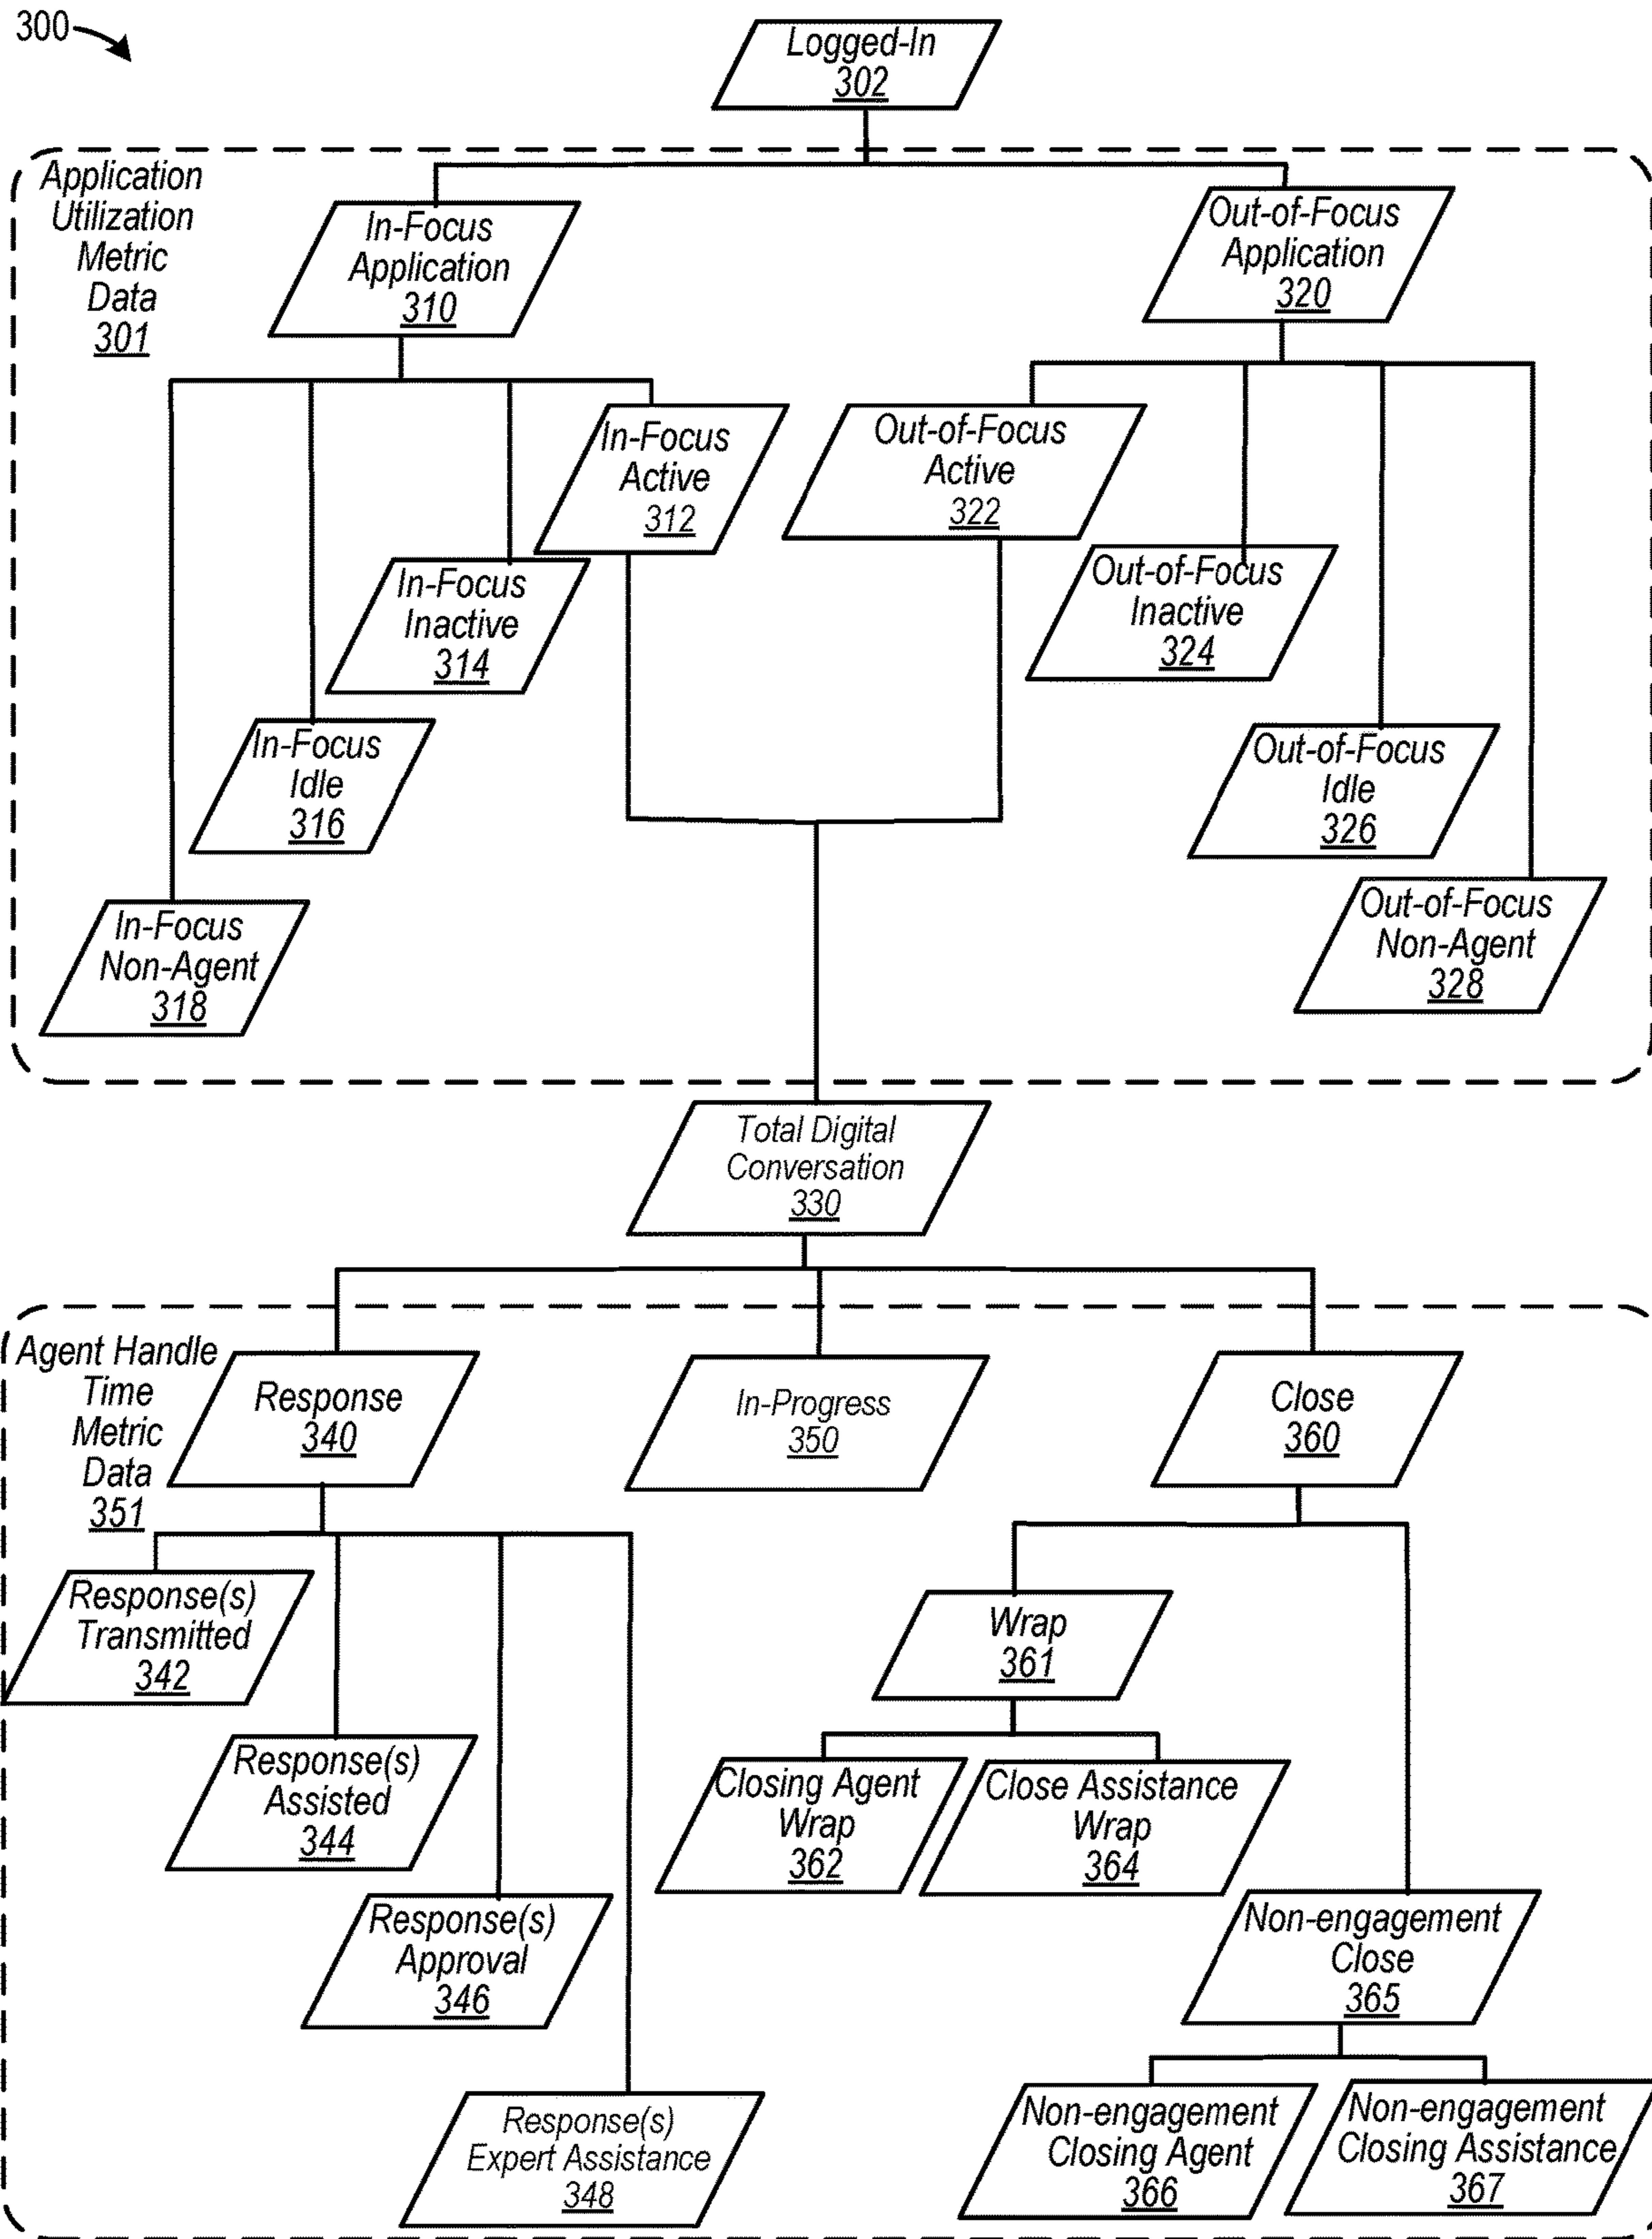 300
Logged-In
302
Application
Utilization
Metric
Data
301
In-Focus
Application
310
Out-of-Focus
Application
320
In-Focus
Active
312
Out-of-Focus
Active
322
In-Focus
Inactive
314
Out-of-Focus
Inactive
324
In-Focus
Idle
316
Out-of-Focus
Idle
326
In-Focus
Non-Agent
318
Out-of-Focus
Non-Agent
328
Total Digital
Conversation
330
Agent Handle
Time
Metric
Data
351
Response
340
In-Progress
350
Close
360
Response(s)
Transmitted
342
Wrap
361
Response(s)
Assisted
344
Closing Agent
Wrap
362
Close Assistance
Wrap
364
Response(s)
Approval
346
Non-engagement
Close
365
Response(s)
Expert Assistance
348
Non-engagement
Closing Agent
366
Non-engagement
Closing Assistance
367